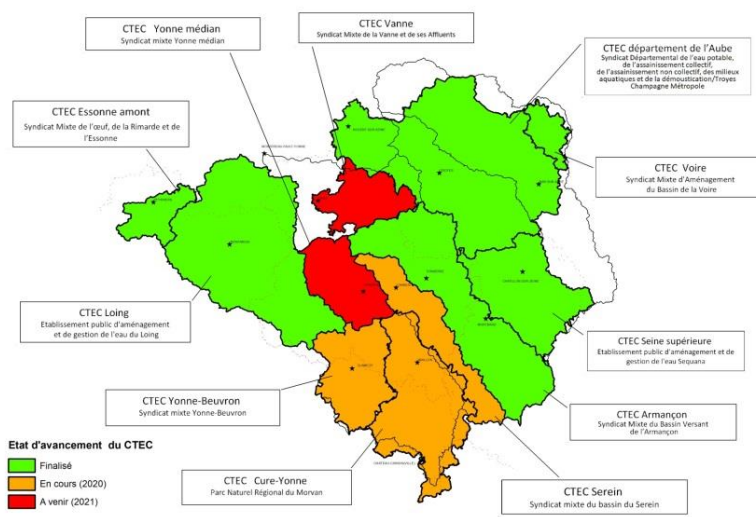 CTEC Yonne médian
Syndicat mixte Yonne médian
CTEC Vanne
Syndicat Mixte de la Vanne et de ses Affluents
CTEC département de l'Aube
Syndicat Départemental de l'eau potable,
de l'assainissement collectif,
de l'assainissement non collectif, des milieux
aquatiques et de la démoustication/Troyes
Champagne Métropole
CTEC Essonne amont
Syndicat Mixte de l'œuf, de la Rimarde et de
l'Essonne
CTEC Voire
Syndicat Mixte d'Aménagement
du Bassin de la Voire
CTEC Loing
Etablissement public d'aménagement
et de gestion de l'eau du Loing
CTEC Seine supérieure
Etablissement public d'aménagement et de
gestion de l'eau Sequana
CTEC Yonne-Beuvron
Syndicat mixte Yonne-Beuvron
CTEC Armançon
Syndicat Mixte du Bassin Versant
de l'Armançon
CTEC Cure-Yonne
Parc Naturel Régional du Morvan
CTEC Serein
Syndicat mixte du bassin du Serein
Etat d'avancement du CTEC
Finalisé
En cours (2020)
A venir (2021)